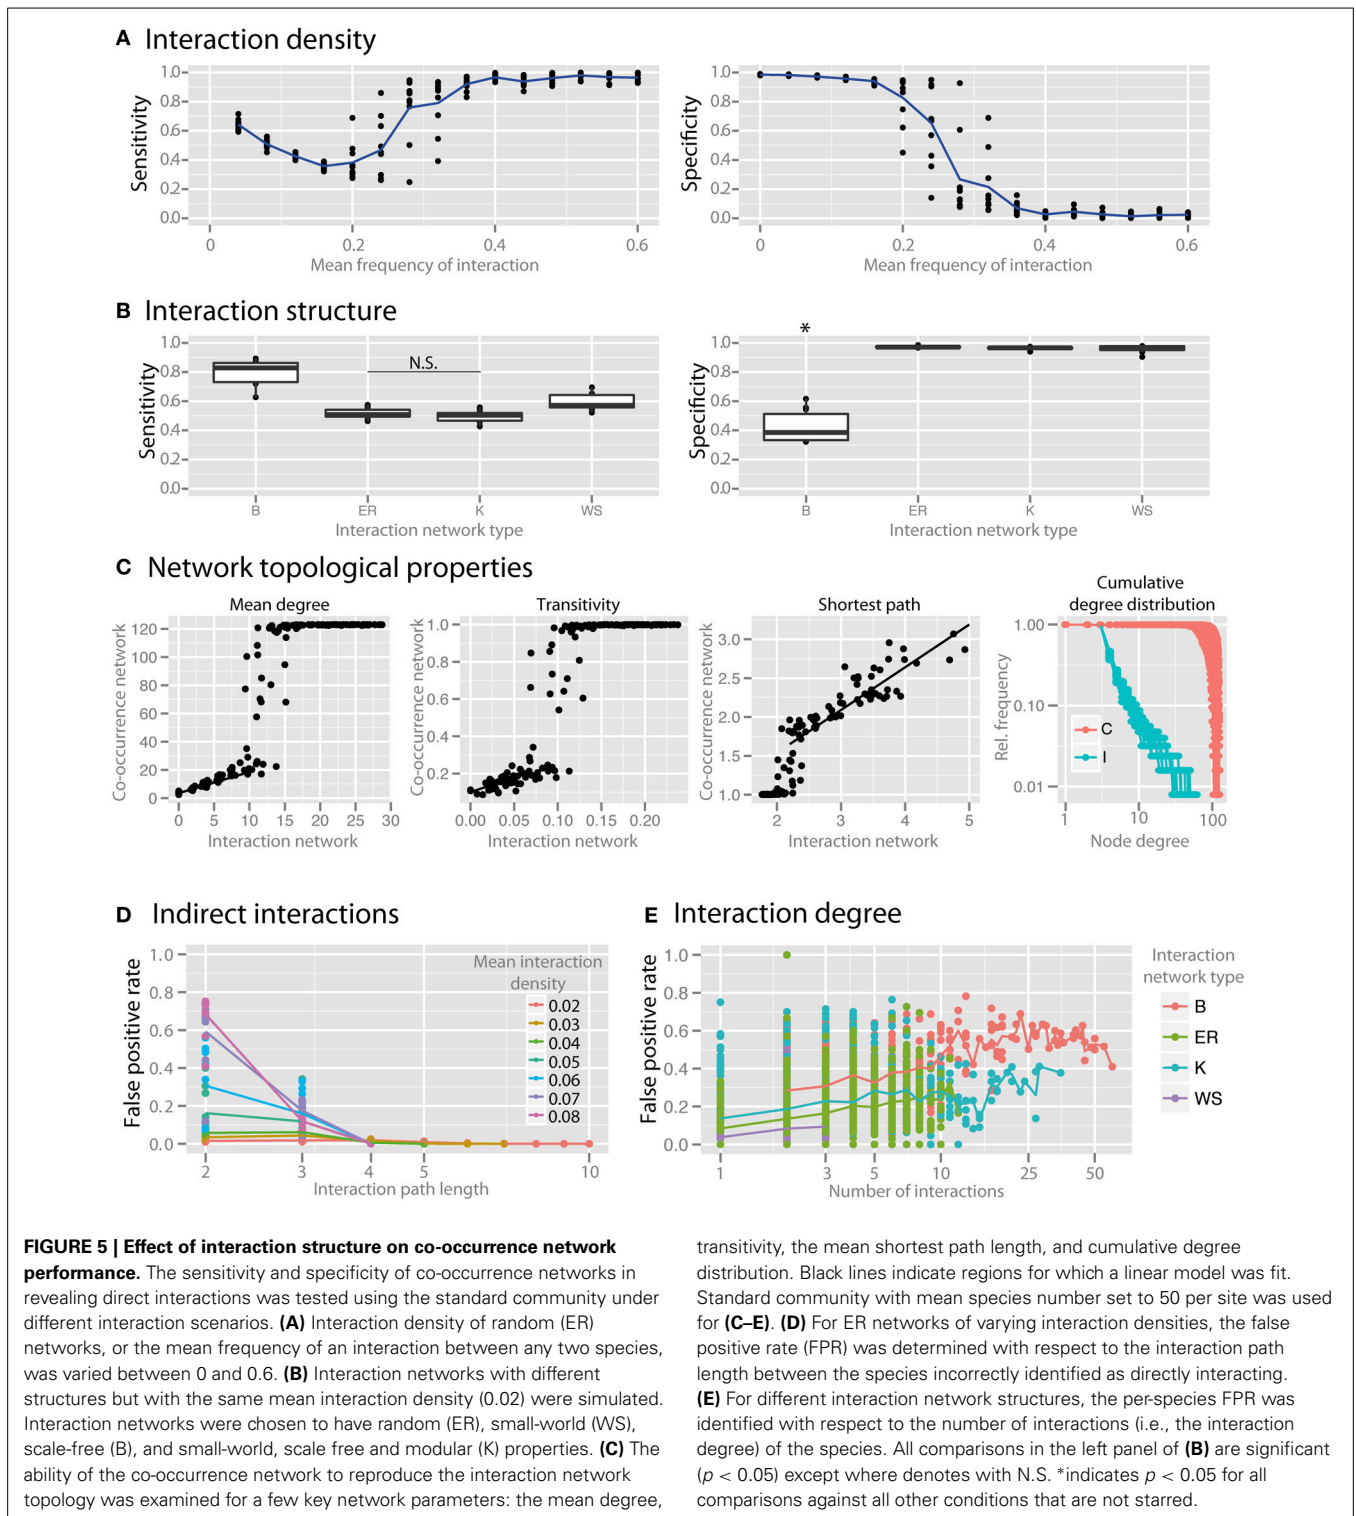 A Interaction density
Sensitivity
1.0
0.8
0.6
0.4
0.2
0.0
0 0.2 0.4 0.6
Mean frequency of interaction
Specificity
1.0
0.8
0.6
0.4
0.2
0.0
0 0.2 0.4 0.6
Mean frequency of interaction
B Interaction structure
Sensitivity
1.0
0.8
0.6
0.4
0.2
0.0
N.S.
B ER K WS
Interaction network type
Specificity
1.0
0.8
0.6
0.4
0.2
0.0
*
B ER K WS
Interaction network type
C Network topological properties
Mean degree
Co-occurrence network
120
100
80
60
40
20
0
0 5 10 15 20 25 30
Interaction network
Transitivity
Co-occurrence network
1.0
0.8
0.6
0.4
0.2
0.00 0.05 0.10 0.15 0.20
Interaction network
Shortest path
Co-occurrence network
3.0
2.5
2.0
1.5
1.0
2 3 4 5
Interaction network
Cumulative
degree distribution
Rel. frequency
1.00
0.10
0.01
C
I
1 10 100
Node degree
D Indirect interactions
False positive rate
1.0
0.8
0.6
0.4
0.2
0.0
2 3 4 5 10
Interaction path length
Mean interaction
density
0.02
0.03
0.04
0.05
0.06
0.07
0.08
E Interaction degree
False positive rate
1.0
0.8
0.6
0.4
0.2
0.0
1 3 5 10 25 50
Number of interactions
Interaction
network type
B
ER
K
WS
FIGURE 5 | Effect of interaction structure on co-occurrence network
performance. The sensitivity and specificity of co-occurrence networks in
revealing direct interactions was tested using the standard community under
different interaction scenarios. (A) Interaction density of random (ER)
networks, or the mean frequency of an interaction between any two species,
was varied between 0 and 0.6. (B) Interaction networks with different
structures but with the same mean interaction density (0.02) were simulated.
Interaction networks were chosen to have random (ER), small-world (WS),
scale-free (B), and small-world, scale free and modular (K) properties. (C) The
ability of the co-occurrence network to reproduce the interaction network
topology was examined for a few key network parameters: the mean degree,
transitivity, the mean shortest path length, and cumulative degree
distribution. Black lines indicate regions for which a linear model was fit.
Standard community with mean species number set to 50 per site was used
for (C–E). (D) For ER networks of varying interaction densities, the false
positive rate (FPR) was determined with respect to the interaction path
length between the species incorrectly identified as directly interacting.
(E) For different interaction network structures, the per-species FPR was
identified with respect to the number of interactions (i.e., the interaction
degree) of the species. All comparisons in the left panel of (B) are significant
(p < 0.05) except where denotes with N.S. *indicates p < 0.05 for all
comparisons against all other conditions that are not starred.